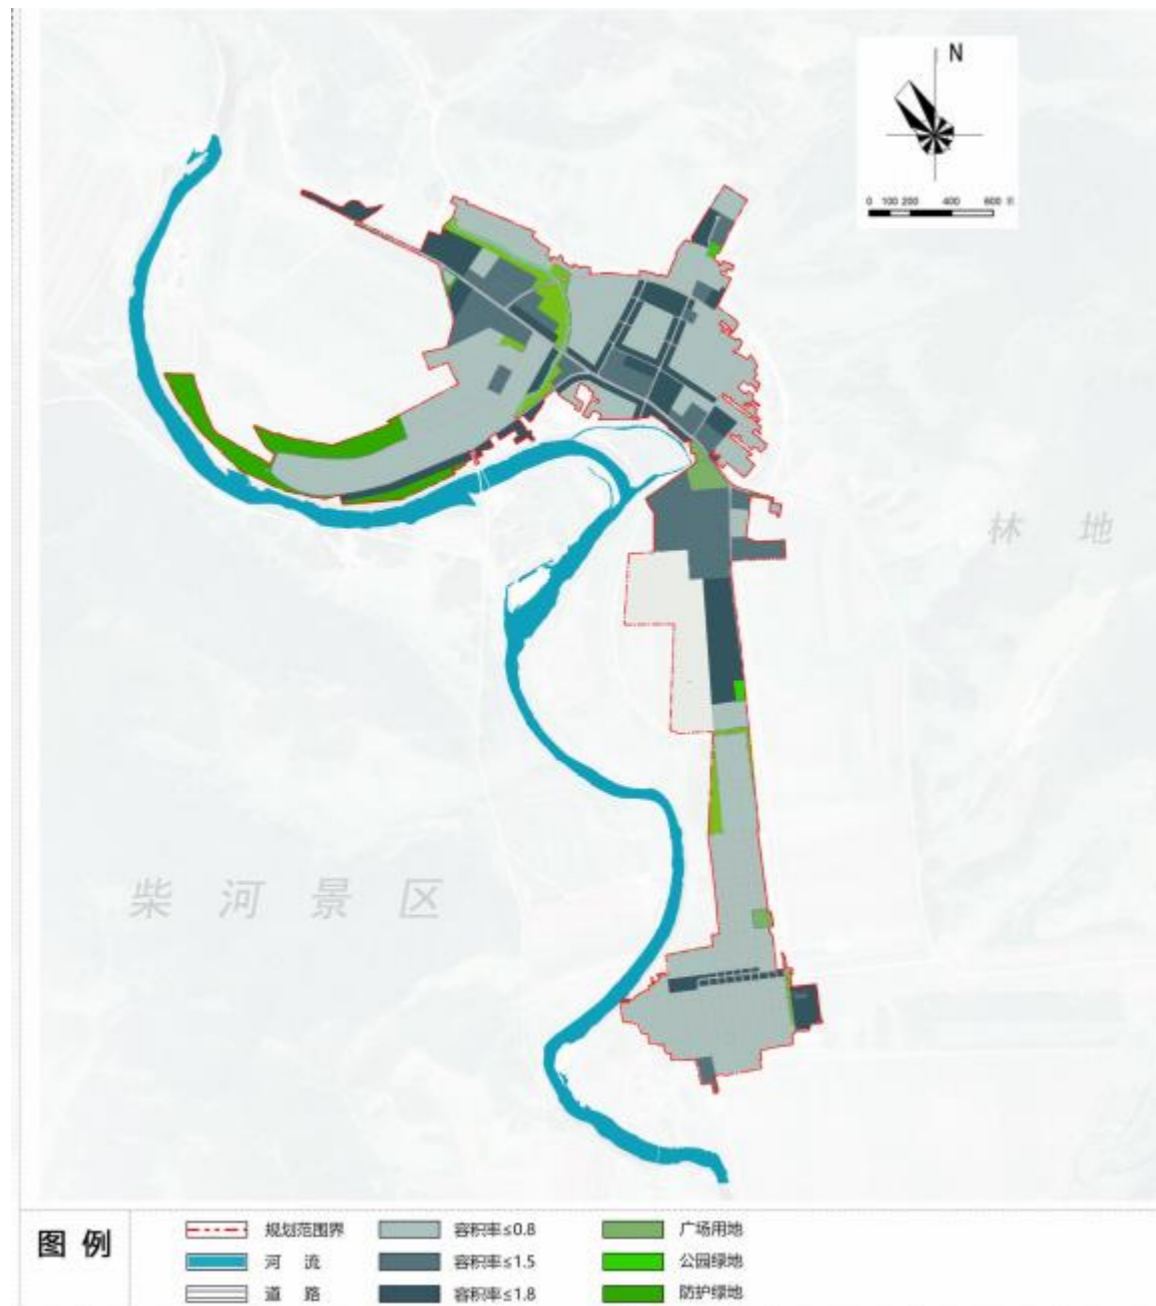 N
0 100 200 400 600 米
林 地
柴 河 景 区
图 例
规划范围界 容积率≤0.8 广场用地
河 流 容积率≤1.5 公园绿地
道 路 容积率≤1.8 防护绿地